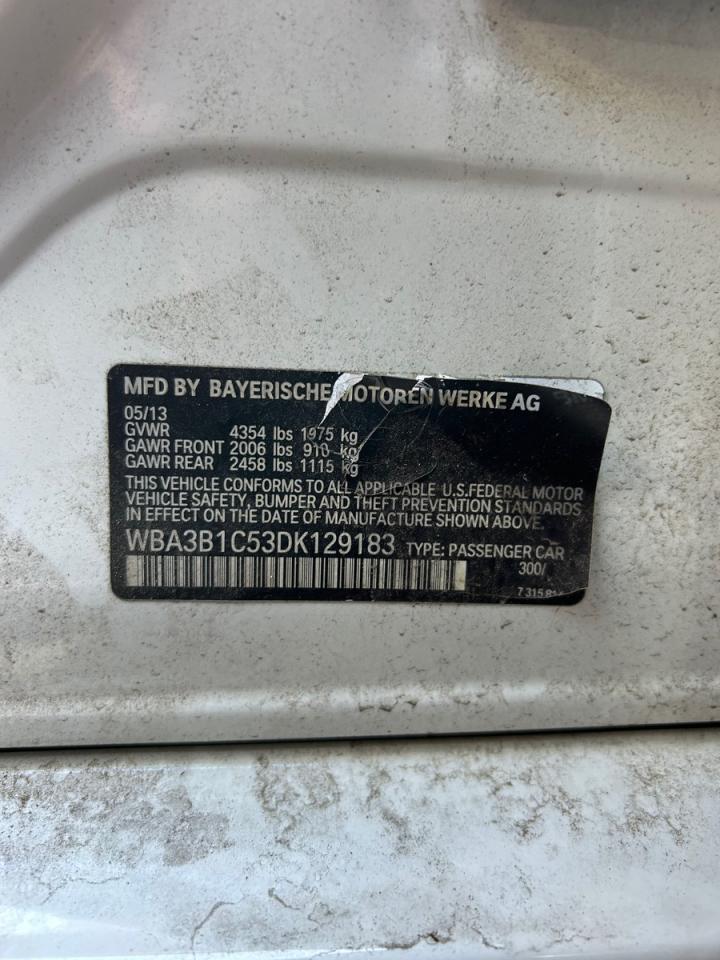 MFD BY BAYERISCHE MOTOREN WERKE AG
05/13
GVWR 4354 lbs 1975 kg
GAWR FRONT 2006 lbs 910 kg
GAWR REAR 2458 lbs 1115 kg
THIS VEHICLE CONFORMS TO ALL APPLICABLE U.S.FEDERAL MOTOR
VEHICLE SAFETY, BUMPER AND THEFT PREVENTION STANDARDS
IN EFFECT ON THE DATE OF MANUFACTURE SHOWN ABOVE.
WBA3B1C53DK129183 TYPE: PASSENGER CAR
300/
7 315